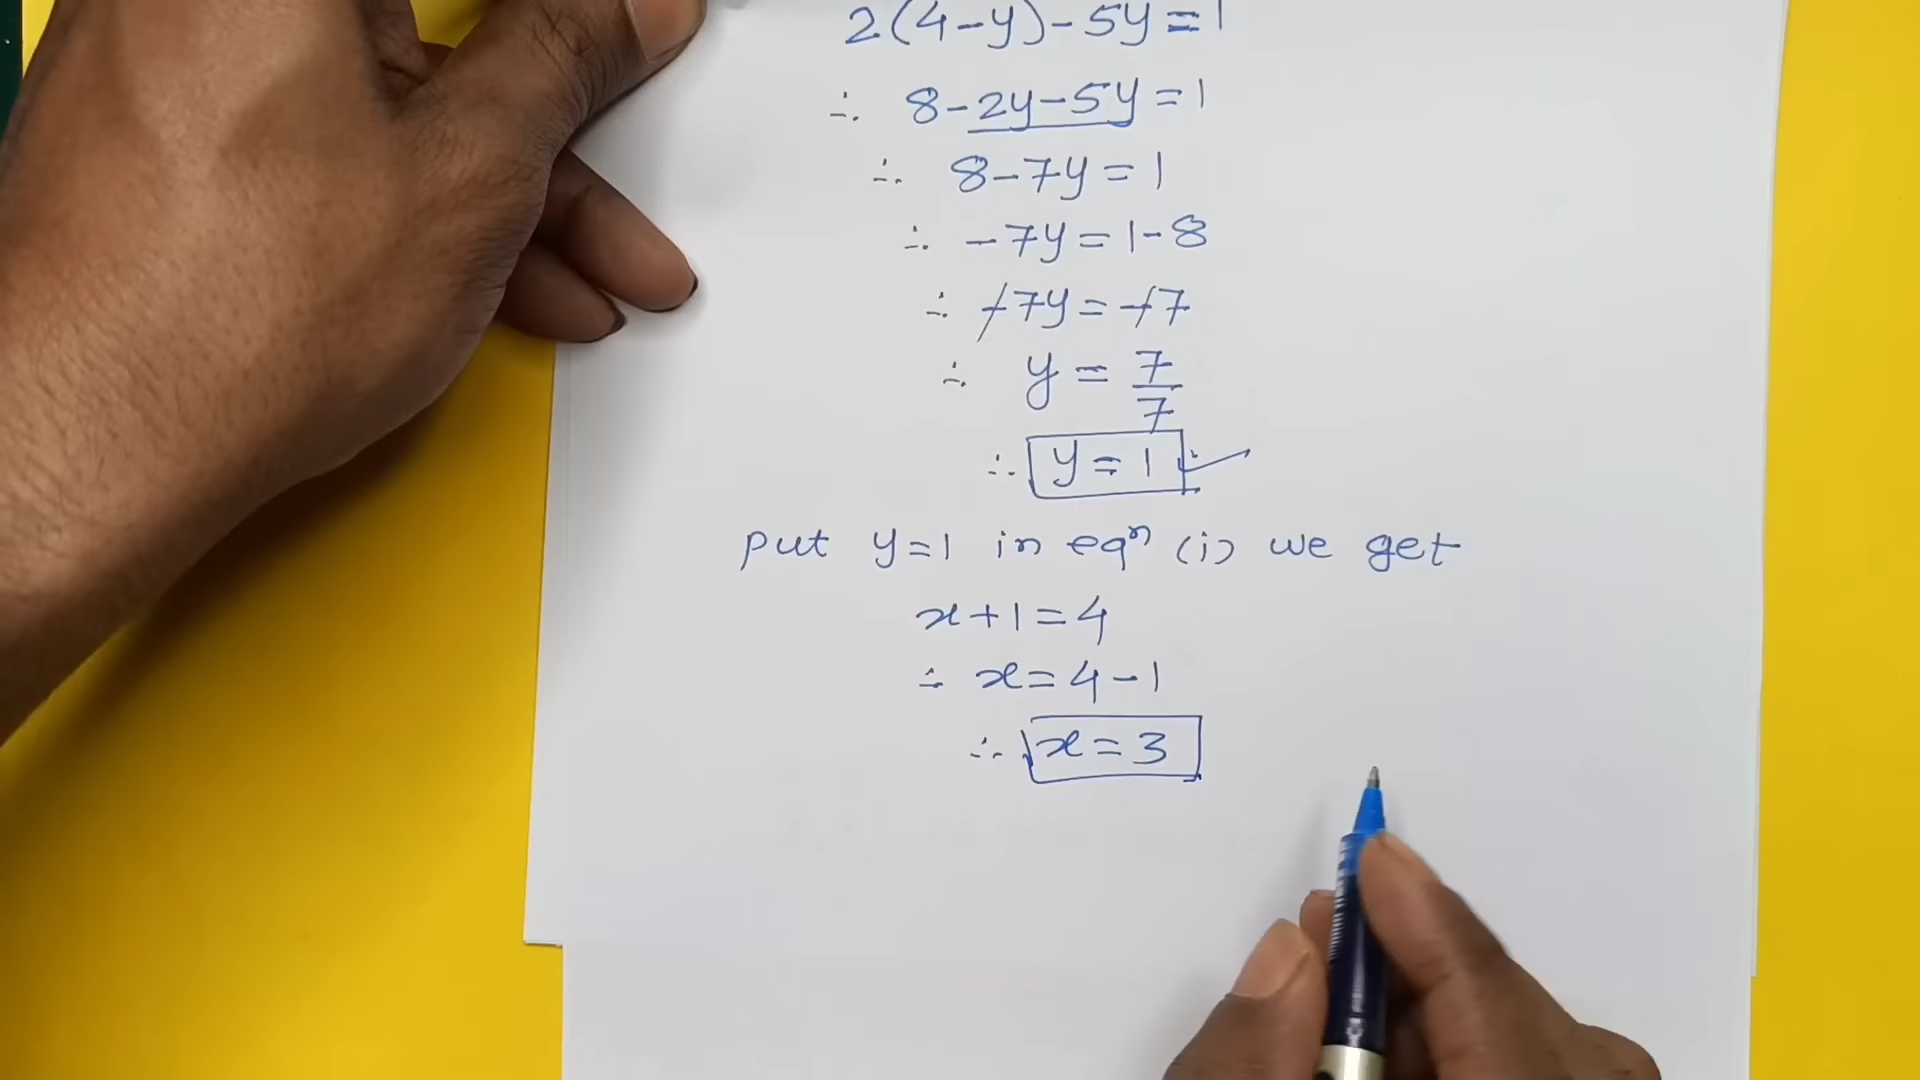 2(4-y)-5y=1
∴ 8-2y-5y=1
∴ 8-7y=1
∴ -7y=1-8
∴ -7y=-7
∴ y=7/7
∴ y=1
put y=1 in eqⁿ (i) we get
x+1=4
∴ x=4-1
∴ x=3